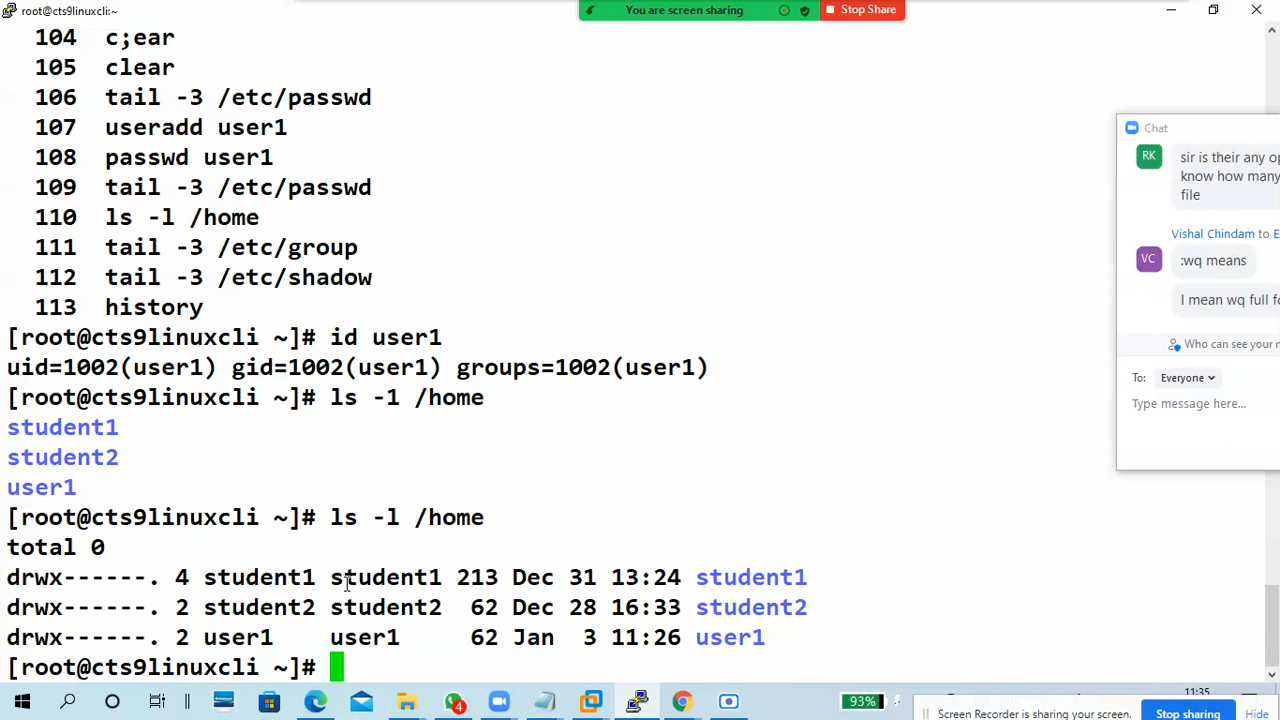 root@cts9linuxcli:~
You are screen sharing
Stop Share
104 c;ear
105 clear
106 tail -3 /etc/passwd
107 useradd user1
108 passwd user1
109 tail -3 /etc/passwd
110 ls -l /home
111 tail -3 /etc/group
112 tail -3 /etc/shadow
113 history
[root@cts9linuxcli ~]# id user1
uid=1002(user1) gid=1002(user1) groups=1002(user1)
[root@cts9linuxcli ~]# ls -1 /home
student1
student2
user1
[root@cts9linuxcli ~]# ls -l /home
total 0
drwx------. 4 student1 student1 213 Dec 31 13:24 student1
drwx------. 2 student2 student2 62 Dec 28 16:33 student2
drwx------. 2 user1 user1 62 Jan 3 11:26 user1
[root@cts9linuxcli ~]#
Chat
RK
sir is their any
know how many
file
Vishal Chindam to
VC
:wq means
I mean wq full
Who can see your
To: Everyone
Type message here...
4
93%
11:35
Screen Recorder is sharing your screen.
Stop sharing
Hide